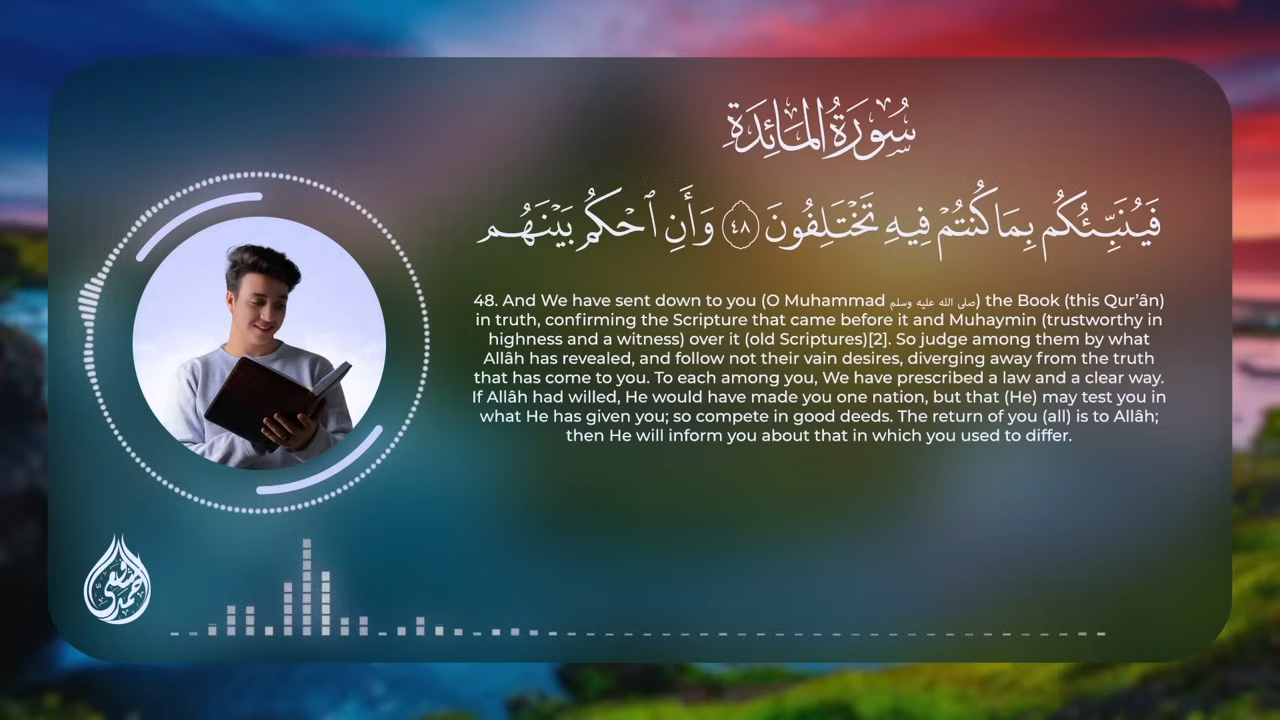 سُورَةُ المَائِدَةِ
فَيُنَبِّئُكُم بِمَا كُنتُمْ فِيهِ تَخْتَلِفُونَ ٤٨ وَأَنِ ٱحْكُم بَيْنَهُم
48. And We have sent down to you (O Muhammad صلى الله عليه وسلم) the Book (this Qur’ân)
in truth, confirming the Scripture that came before it and Muhaymin (trustworthy in
highness and a witness) over it (old Scriptures)[2]. So judge among them by what
Allâh has revealed, and follow not their vain desires, diverging away from the truth
that has come to you. To each among you, We have prescribed a law and a clear way.
If Allâh had willed, He would have made you one nation, but that (He) may test you in
what He has given you; so compete in good deeds. The return of you (all) is to Allâh;
then He will inform you about that in which you used to differ.